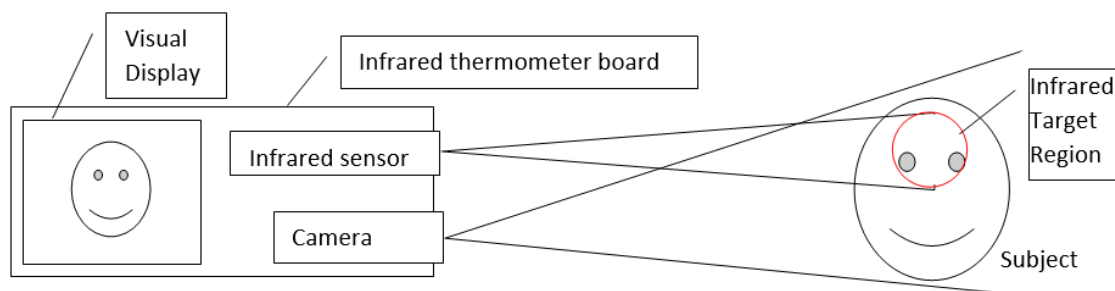 Visual
Display
Infrared thermometer board
Infrared
Target
Region
Infrared sensor
Camera
Subject